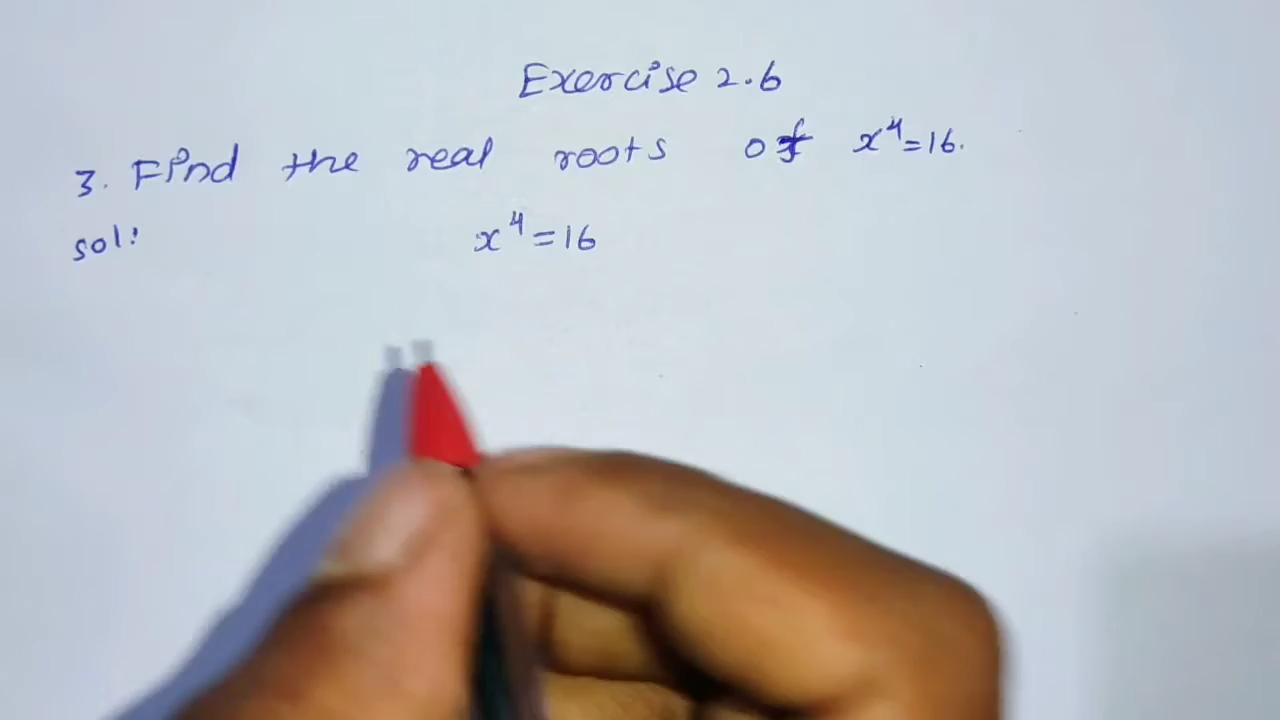 Exercise 2.6
3. Find the real roots of x⁴=16.
sol:
x⁴=16